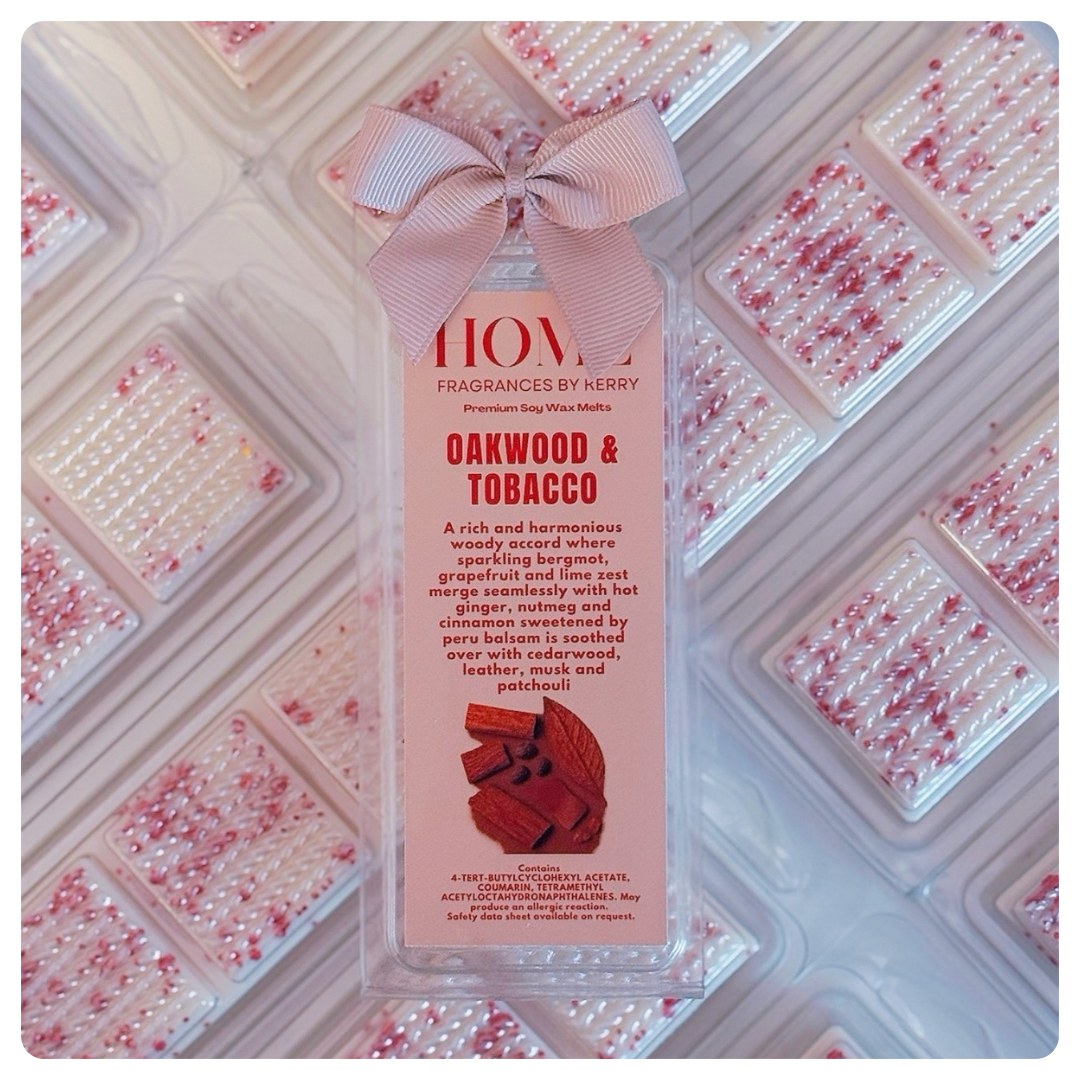 HOME
FRAGRANCES BY KERRY
Premium Soy Wax Melts
OAKWOOD &
TOBACCO
A rich and harmonious
woody accord where
sparkling bergmot,
grapefruit and lime zest
merge seamlessly with hot
ginger, nutmeg and
cinnamon sweetened by
peru balsam is soothed
over with cedarwood,
leather, musk and
patchouli
Contains
4-TERT-BUTYLCYCLOHEXYL ACETATE,
COUMARIN, TETRAMETHYL
ACETYLOCTAHYDRONAPHTHALENES. May
produce an allergic reaction.
Safety data sheet available on request.